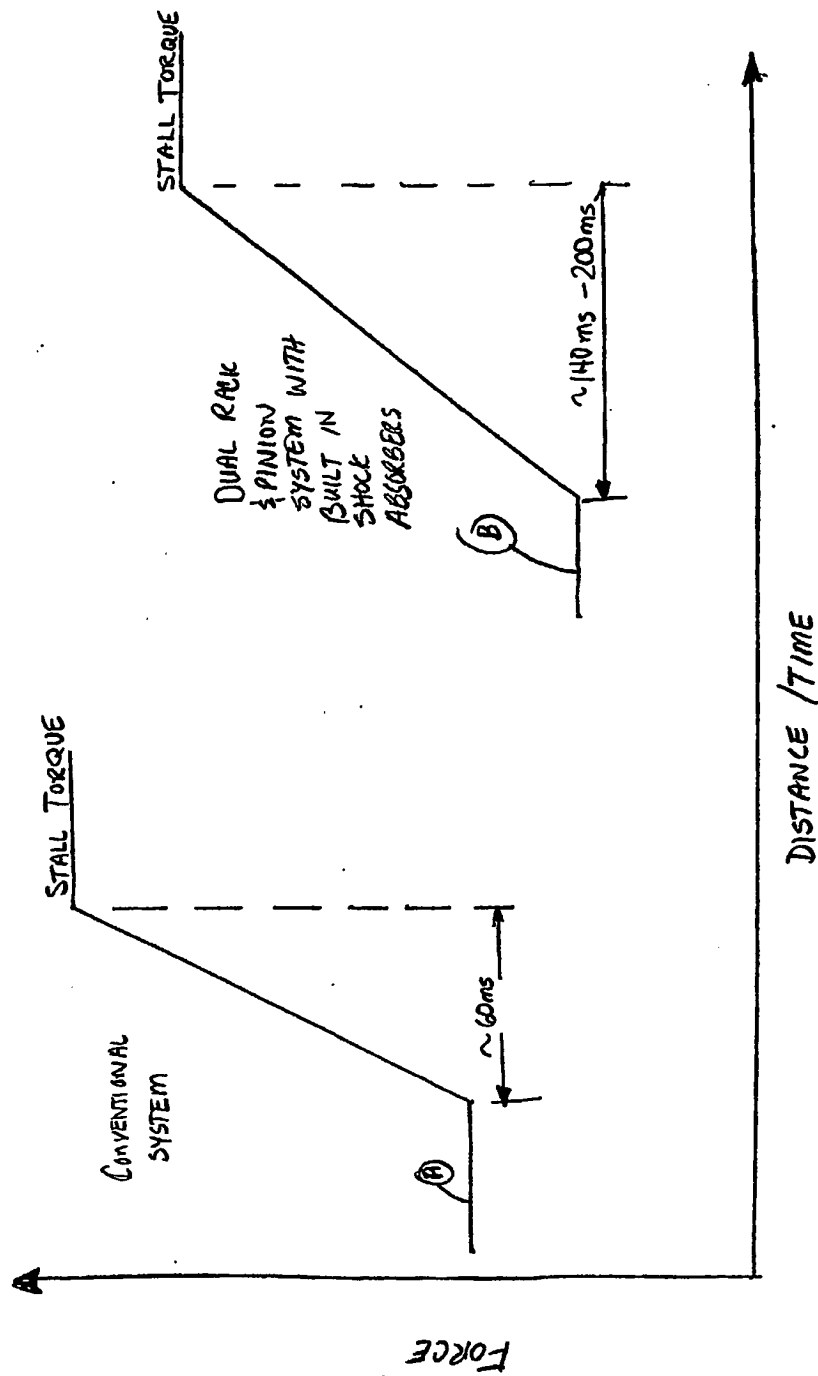 FORCE
CONVENTIONAL
SYSTEM
STALL TORQUE
A
~60ms
DUAL RACK
& PINION
SYSTEM WITH
BUILT IN
SHOCK
ABSORBERS
STALL TORQUE
B
~140ms - 200ms
DISTANCE / TIME